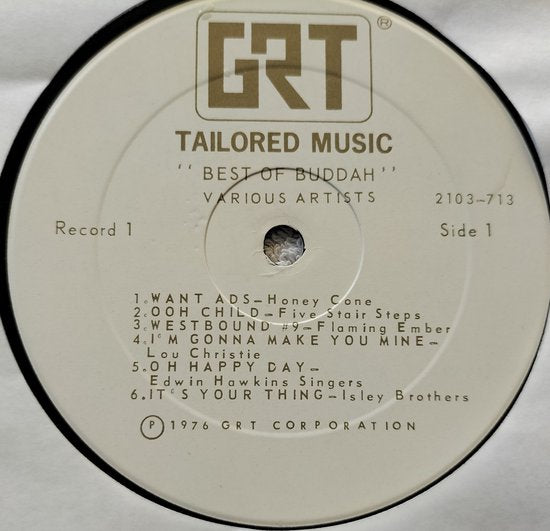 GRT®
TAILORED MUSIC
"BEST OF BUDDAH"
VARIOUS ARTISTS
2103-713
Record 1
Side 1
1. WANT ADS—Honey Cone
2. OOH CHILD—Five Stair Steps
3. WESTBOUND #9—Flaming Ember
4. I'M GONNA MAKE YOU MINE—
Lou Christie
5. OH HAPPY DAY—
Edwin Hawkins Singers
6. IT'S YOUR THING—Isley Brothers
Ⓟ 1976 GRT CORPORATION